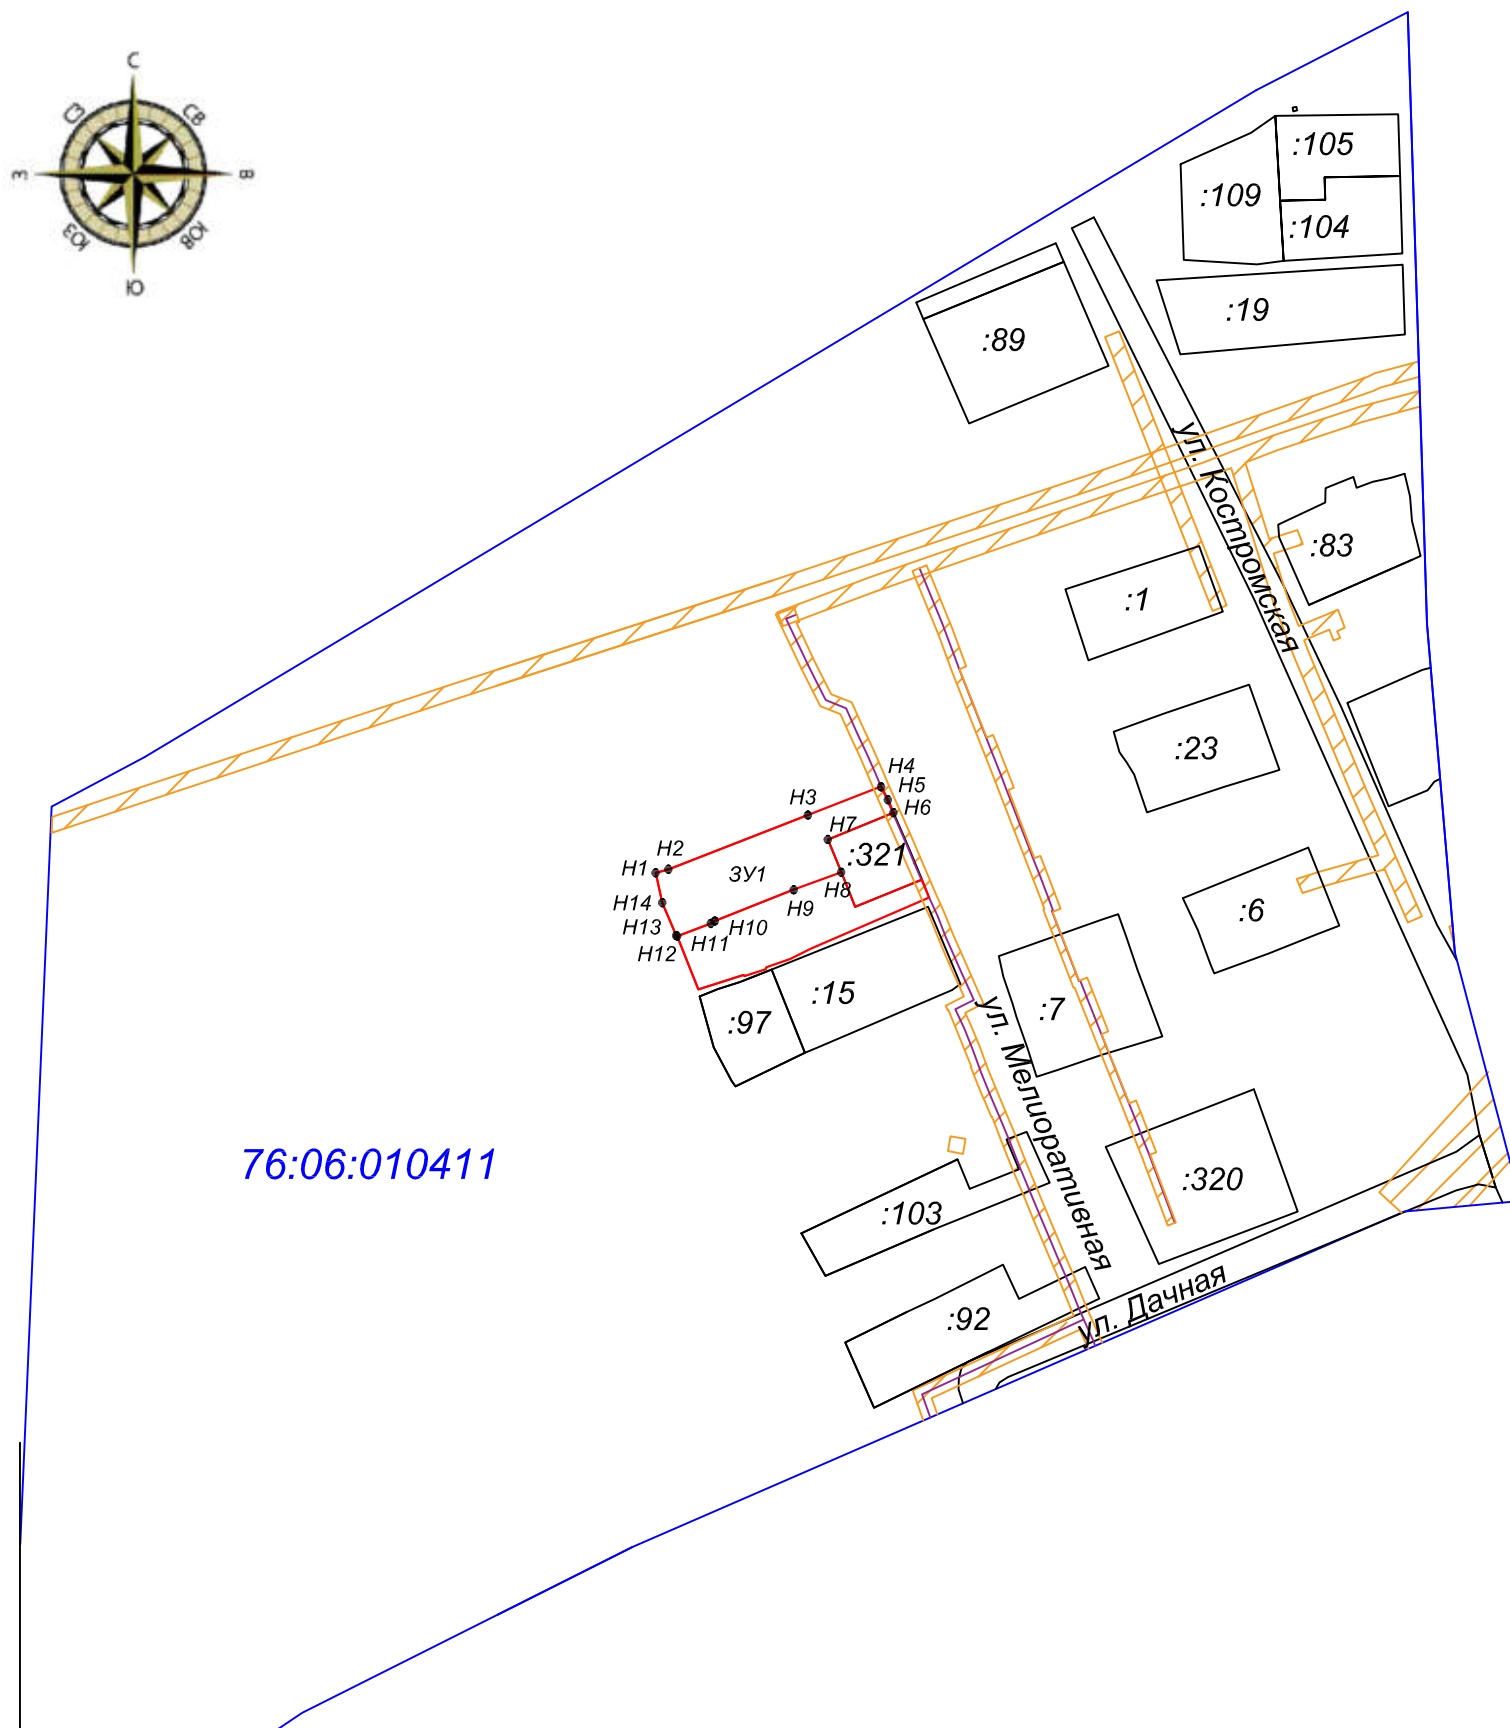 С
СЗ
СВ
З
В
ЮЗ
ЮВ
Ю
:105
:109
:104
:19
:89
ул. Костромская
:83
:1
:23
Н4
Н5
Н3
Н6
Н7
Н2
:321
Н1
ЗУ1
Н8
Н9
Н14
Н10
Н13
Н11
Н12
:6
:15
:7
:97
ул. Мелиоративная
76:06:010411
:320
:103
ул. Дачная
:92